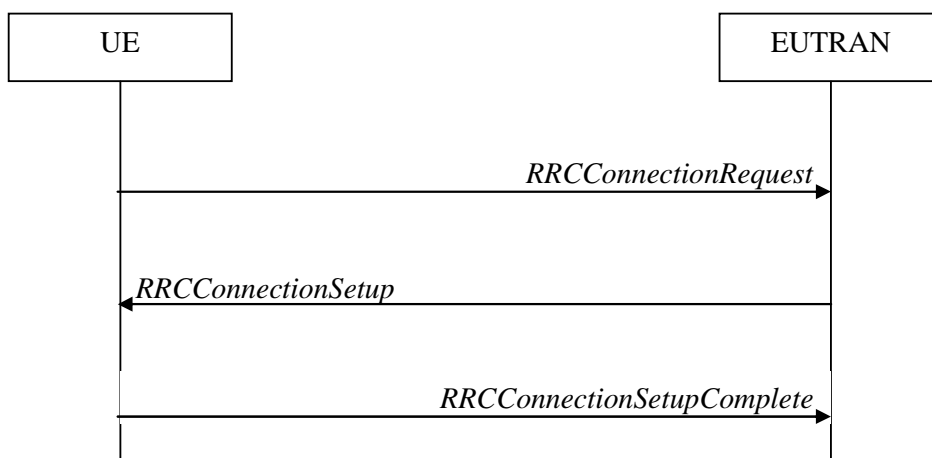 UE
EUTRAN
RRCConnectionRequest
RRCConnectionSetup
RRCConnectionSetupComplete